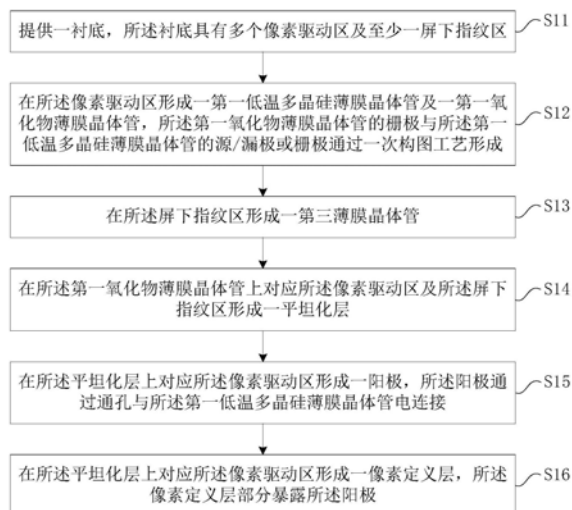 提供一衬底，所述衬底具有多个像素驱动区及至少一屏下指纹区
S11
在所述像素驱动区形成一第一低温多晶硅薄膜晶体管及一第一氧
化物薄膜晶体管，所述第一氧化物薄膜晶体管的栅极与所述第一
低温多晶硅薄膜晶体管的源/漏极或栅极通过一次构图工艺形成
S12
在所述屏下指纹区形成一第三薄膜晶体管
S13
在所述第一氧化物薄膜晶体管上对应所述像素驱动区及所述屏下
指纹区形成一平坦化层
S14
在所述平坦化层上对应所述像素驱动区形成一阳极，所述阳极通
过通孔与所述第一低温多晶硅薄膜晶体管电连接
S15
在所述平坦化层上对应所述像素驱动区形成一像素定义层，所述
像素定义层部分暴露所述阳极
S16